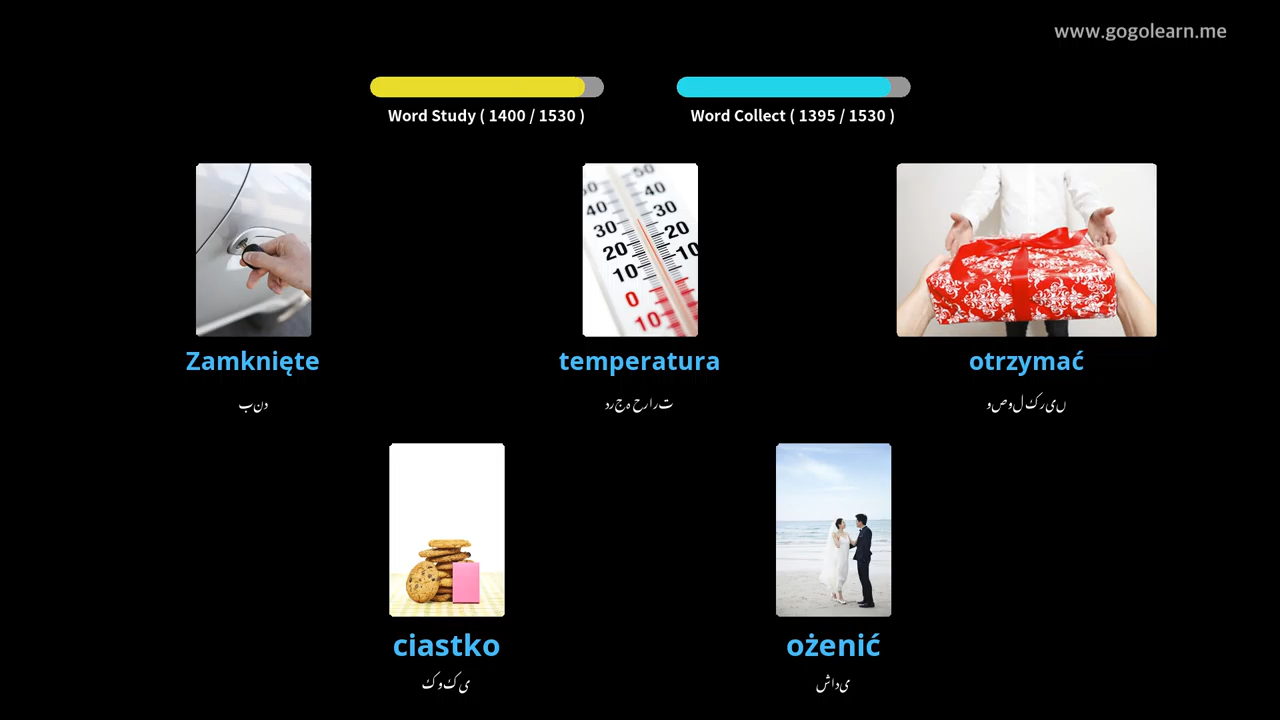 www.gogolearn.me
Word Study ( 1400 / 1530 )
Word Collect ( 1395 / 1530 )
Zamknięte
temperatura
otrzymać
بند
درجہ حرارت
وصول کریں
ciastko
ożenić
کوکی
شادی